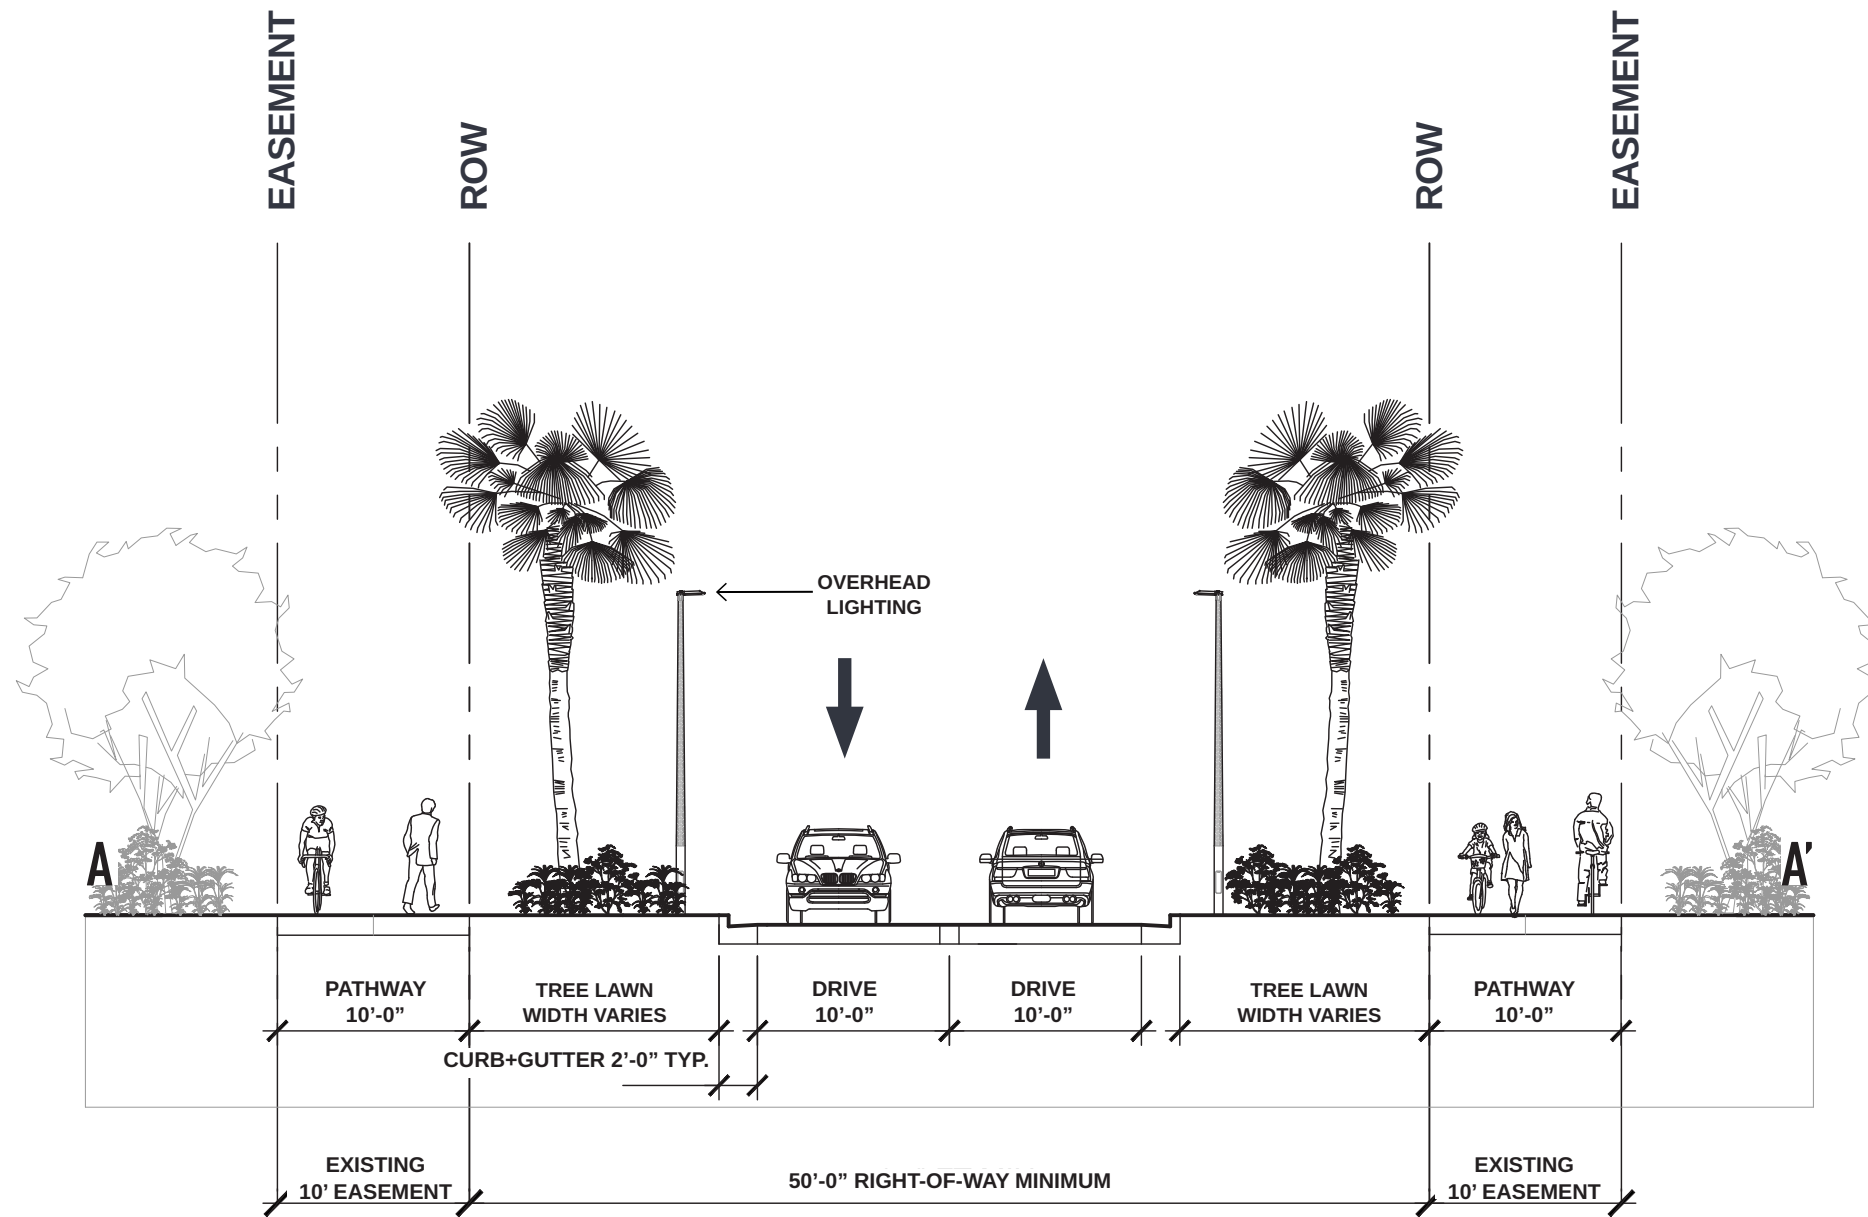 EASEMENT
ROW
ROW
EASEMENT
OVERHEAD
LIGHTING
A
A’
PATHWAY
10’-0”
TREE LAWN
WIDTH VARIES
DRIVE
10’-0”
DRIVE
10’-0”
TREE LAWN
WIDTH VARIES
PATHWAY
10’-0”
CURB+GUTTER 2’-0” TYP.
EXISTING
10’ EASEMENT
50’-0” RIGHT-OF-WAY MINIMUM
EXISTING
10’ EASEMENT